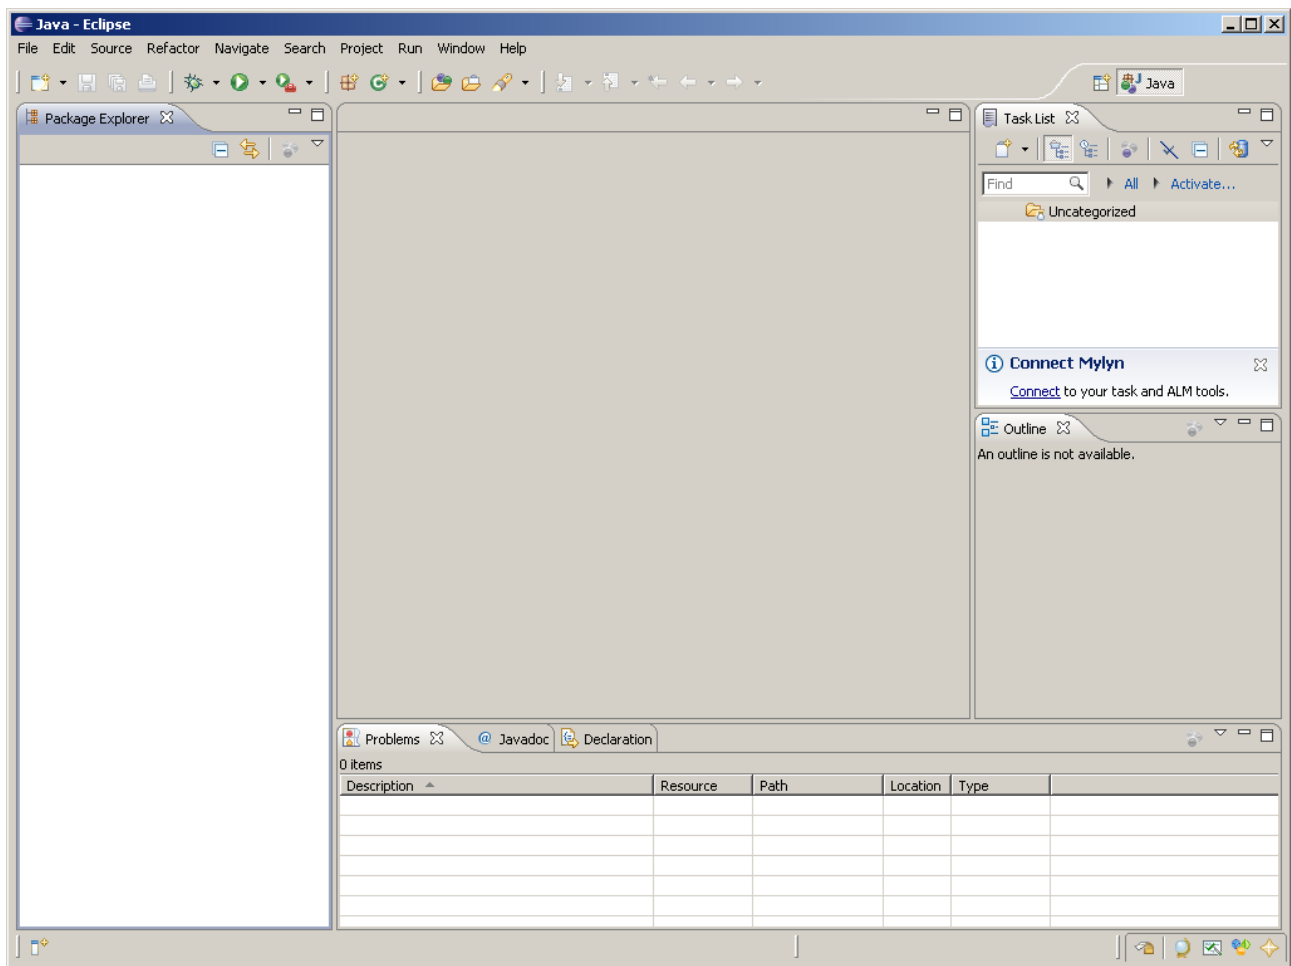 Java - Eclipse
File Edit Source Refactor Navigate Search Project Run Window Help
Java
Package Explorer
Task List
Find All Activate...
Uncategorized
Connect Mylyn
Connect to your task and ALM tools.
Outline
An outline is not available.
Problems @ Javadoc Declaration
0 items
Description Resource Path Location Type